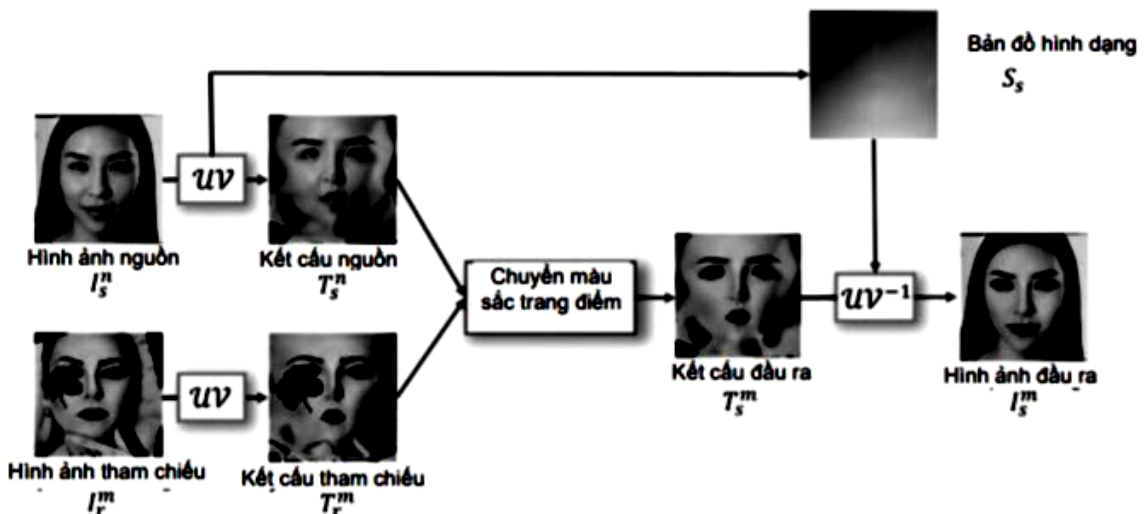 Bản đồ hình dạng
$S_s$
UV
Hình ảnh nguồn
$I_s^n$
Kết cấu nguồn
$T_s^n$
Chuyển màu
sắc trang điểm
UV⁻¹
Kết cấu đầu ra
$T_s^m$
Hình ảnh đầu ra
$I_s^m$
UV
Hình ảnh tham chiếu
$I_r^m$
Kết cấu tham chiếu
$T_r^m$